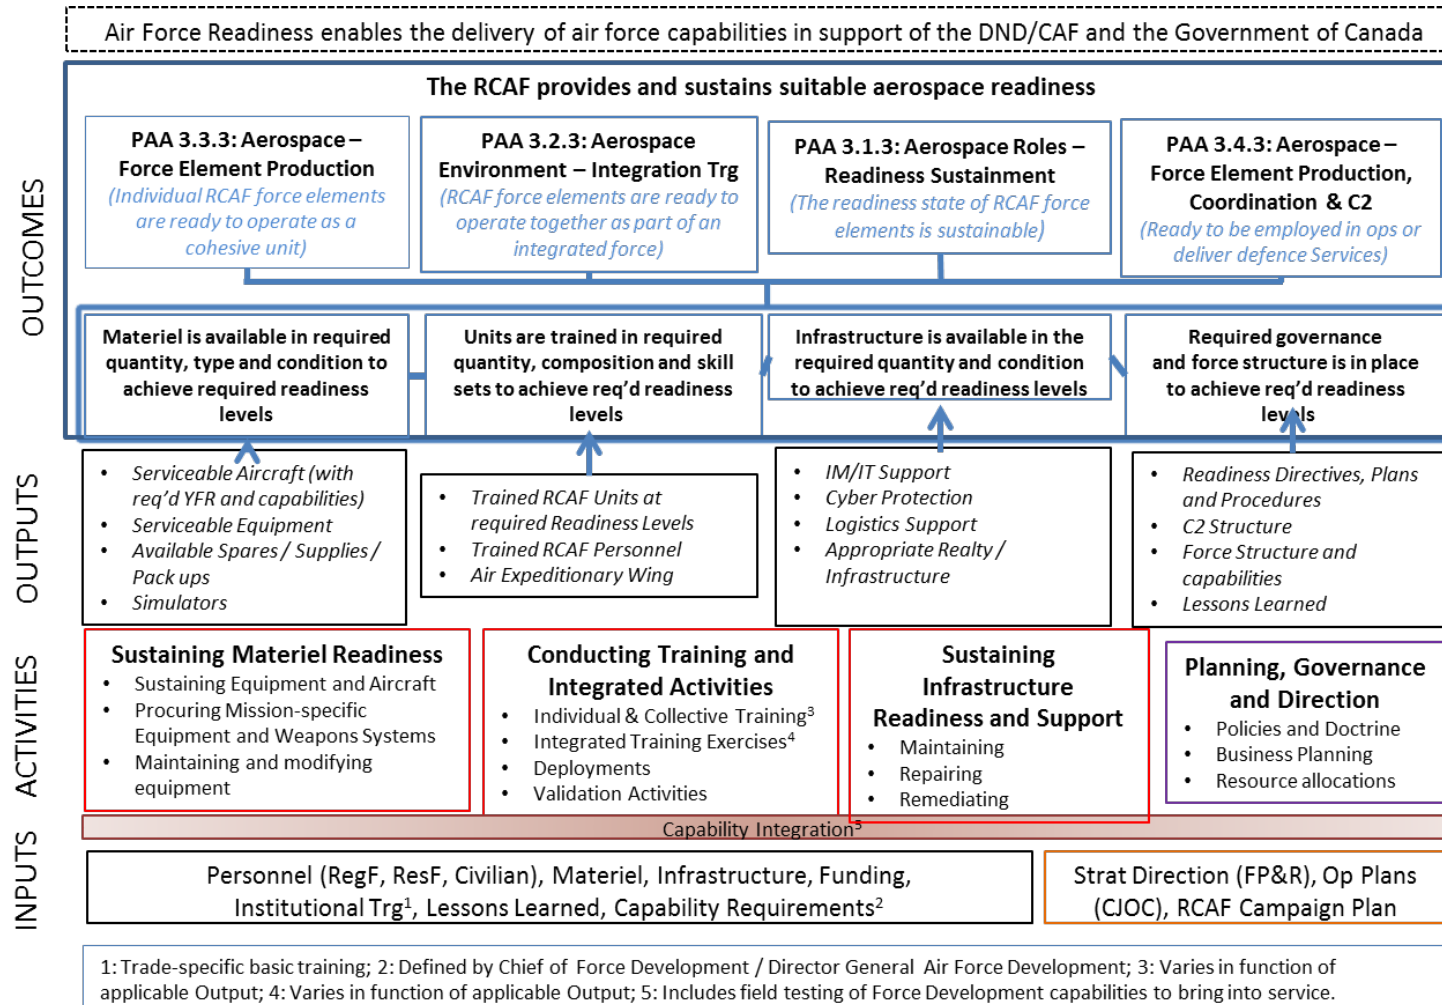 Air Force Readiness enables the delivery of air force capabilities in support of the DND/CAF and the Government of Canada
The RCAF provides and sustains suitable aerospace readiness
OUTCOMES
PAA 3.3.3: Aerospace –
Force Element Production
(Individual RCAF force elements
are ready to operate as a
cohesive unit)
PAA 3.2.3: Aerospace
Environment – Integration Trg
(RCAF force elements are ready to
operate together as part of an
integrated force)
PAA 3.1.3: Aerospace Roles –
Readiness Sustainment
(The readiness state of RCAF force
elements is sustainable)
PAA 3.4.3: Aerospace –
Force Element Production,
Coordination & C2
(Ready to be employed in ops or
deliver defence Services)
Materiel is available in required
quantity, type and condition to
achieve required readiness
levels
Units are trained in required
quantity, composition and skill
sets to achieve req'd readiness
levels
Infrastructure is available in the
required quantity and condition
to achieve req'd readiness levels
Required governance
and force structure is in place
to achieve req'd readiness
levels
OUTPUTS
• Serviceable Aircraft (with
req'd YFR and capabilities)
• Serviceable Equipment
• Available Spares / Supplies /
Pack ups
• Simulators
• Trained RCAF Units at
required Readiness Levels
• Trained RCAF Personnel
• Air Expeditionary Wing
• IM/IT Support
• Cyber Protection
• Logistics Support
• Appropriate Realty /
Infrastructure
• Readiness Directives, Plans
and Procedures
• C2 Structure
• Force Structure and
capabilities
• Lessons Learned
ACTIVITIES
Sustaining Materiel Readiness
• Sustaining Equipment and Aircraft
• Procuring Mission-specific
Equipment and Weapons Systems
• Maintaining and modifying
equipment
Conducting Training and
Integrated Activities
• Individual & Collective Training³
• Integrated Training Exercises⁴
• Deployments
• Validation Activities
Sustaining
Infrastructure
Readiness and Support
• Maintaining
• Repairing
• Remediating
Planning, Governance
and Direction
• Policies and Doctrine
• Business Planning
• Resource allocations
Capability Integration⁵
INPUTS
Personnel (RegF, ResF, Civilian), Materiel, Infrastructure, Funding,
Institutional Trg¹, Lessons Learned, Capability Requirements²
Strat Direction (FP&R), Op Plans
(CJOC), RCAF Campaign Plan
1: Trade-specific basic training; 2: Defined by Chief of Force Development / Director General Air Force Development; 3: Varies in function of
applicable Output; 4: Varies in function of applicable Output; 5: Includes field testing of Force Development capabilities to bring into service.